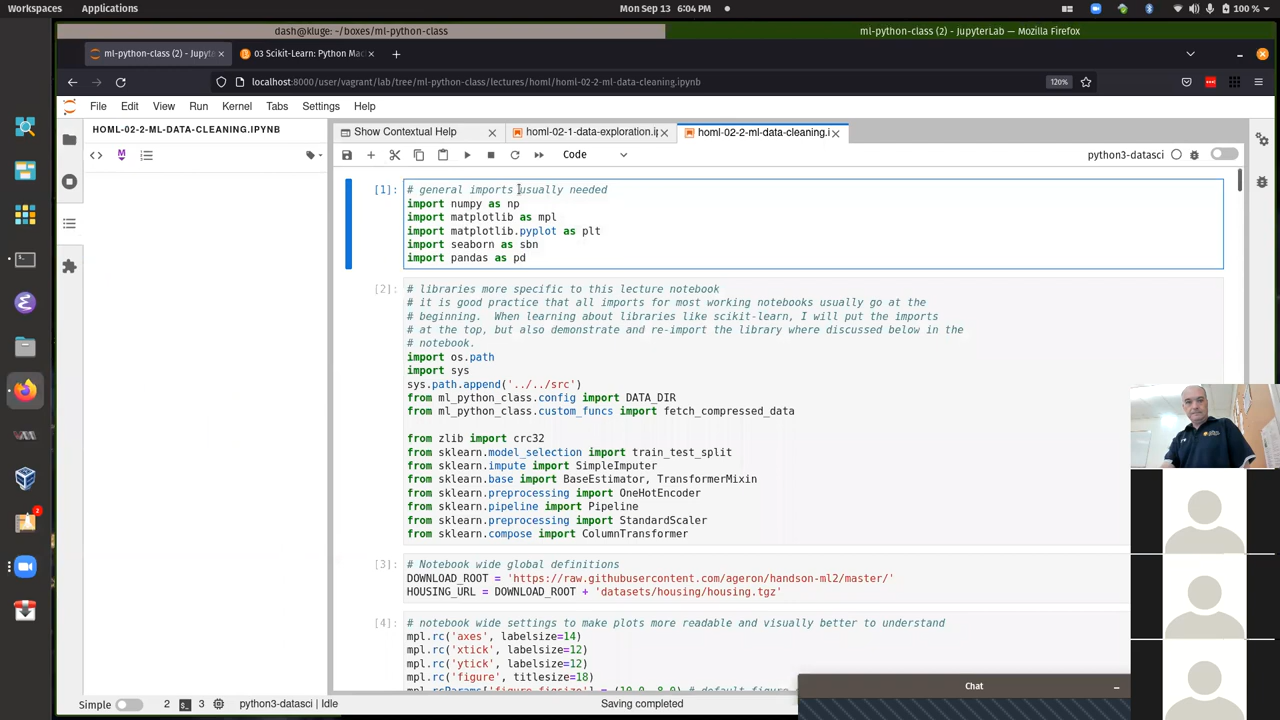 Workspaces Applications Mon Sep 13 6:04 PM 100 %
dash@kluge: ~/boxes/ml-python-class ml-python-class (2) - JupyterLab — Mozilla Firefox
ml-python-class (2) - Jupyte 03 Scikit-Learn: Python Mac
localhost:8000/user/vagrant/lab/tree/ml-python-class/lectures/homl/homl-02-2-ml-data-cleaning.ipynb 120%
File Edit View Run Kernel Tabs Settings Help
HOML-02-2-ML-DATA-CLEANING.IPYNB
Show Contextual Help homl-02-1-data-exploration.i homl-02-2-ml-data-cleaning.i
Code python3-datasci
[1]: # general imports usually needed
import numpy as np
import matplotlib as mpl
import matplotlib.pyplot as plt
import seaborn as sbn
import pandas as pd
[2]: # libraries more specific to this lecture notebook
# it is good practice that all imports for most working notebooks usually go at the
# beginning. When learning about libraries like scikit-learn, I will put the imports
# at the top, but also demonstrate and re-import the library where discussed below in the
# notebook.
import os.path
import sys
sys.path.append('../../src')
from ml_python_class.config import DATA_DIR
from ml_python_class.custom_funcs import fetch_compressed_data
from zlib import crc32
from sklearn.model_selection import train_test_split
from sklearn.impute import SimpleImputer
from sklearn.base import BaseEstimator, TransformerMixin
from sklearn.preprocessing import OneHotEncoder
from sklearn.pipeline import Pipeline
from sklearn.preprocessing import StandardScaler
from sklearn.compose import ColumnTransformer
[3]: # Notebook wide global definitions
DOWNLOAD_ROOT = 'https://raw.githubusercontent.com/ageron/handson-ml2/master/'
HOUSING_URL = DOWNLOAD_ROOT + 'datasets/housing/housing.tgz'
[4]: # notebook wide settings to make plots more readable and visually better to understand
mpl.rc('axes', labelsize=14)
mpl.rc('xtick', labelsize=12)
mpl.rc('ytick', labelsize=12)
mpl.rc('figure', titlesize=18)
Chat
Simple 2 3 python3-datasci | Idle Saving completed